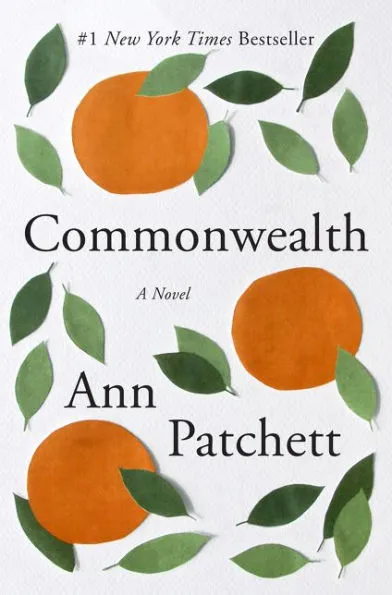 #1 New York Times Bestseller
Commonwealth
A Novel
Ann
Patchett